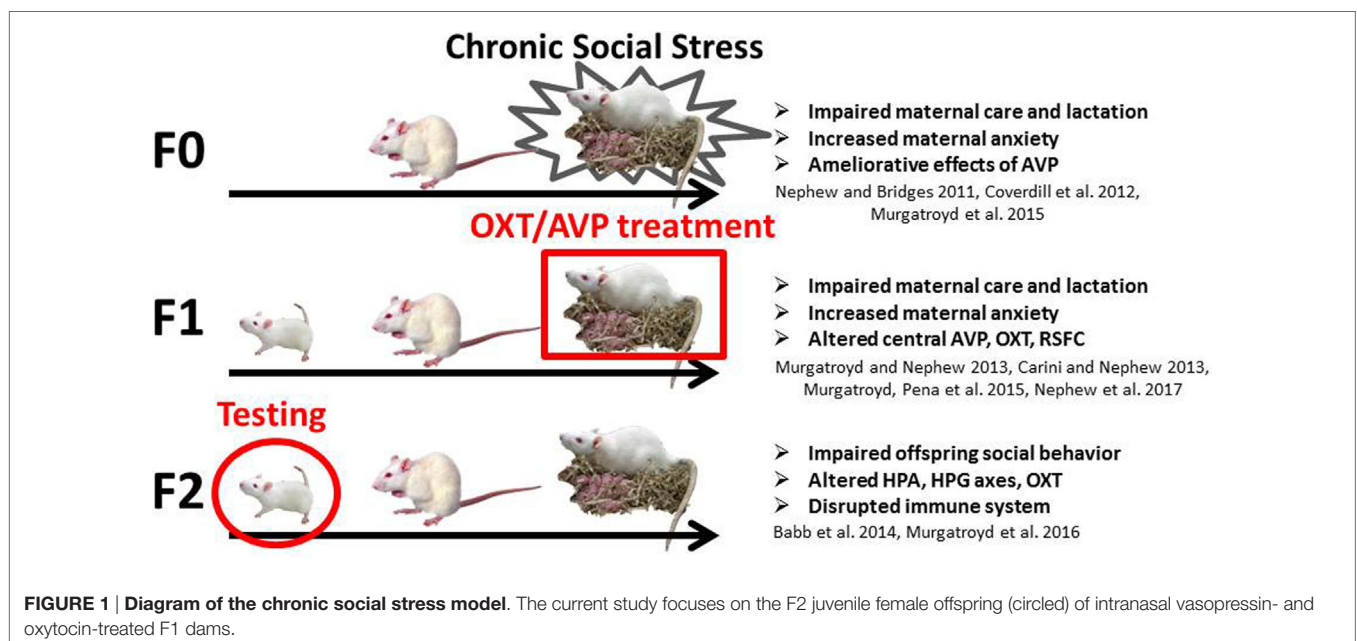 Chronic Social Stress
F0
➢ Impaired maternal care and lactation
➢ Increased maternal anxiety
➢ Ameliorative effects of AVP
Nephew and Bridges 2011, Coverdill et al. 2012,
Murgatroyd et al. 2015
OXT/AVP treatment
F1
➢ Impaired maternal care and lactation
➢ Increased maternal anxiety
➢ Altered central AVP, OXT, RSFC
Murgatroyd and Nephew 2013, Carini and Nephew 2013,
Murgatroyd, Pena et al. 2015, Nephew et al. 2017
Testing
F2
➢ Impaired offspring social behavior
➢ Altered HPA, HPG axes, OXT
➢ Disrupted immune system
Babb et al. 2014, Murgatroyd et al. 2016
FIGURE 1 | Diagram of the chronic social stress model. The current study focuses on the F2 juvenile female offspring (circled) of intranasal vasopressin- and
oxytocin-treated F1 dams.